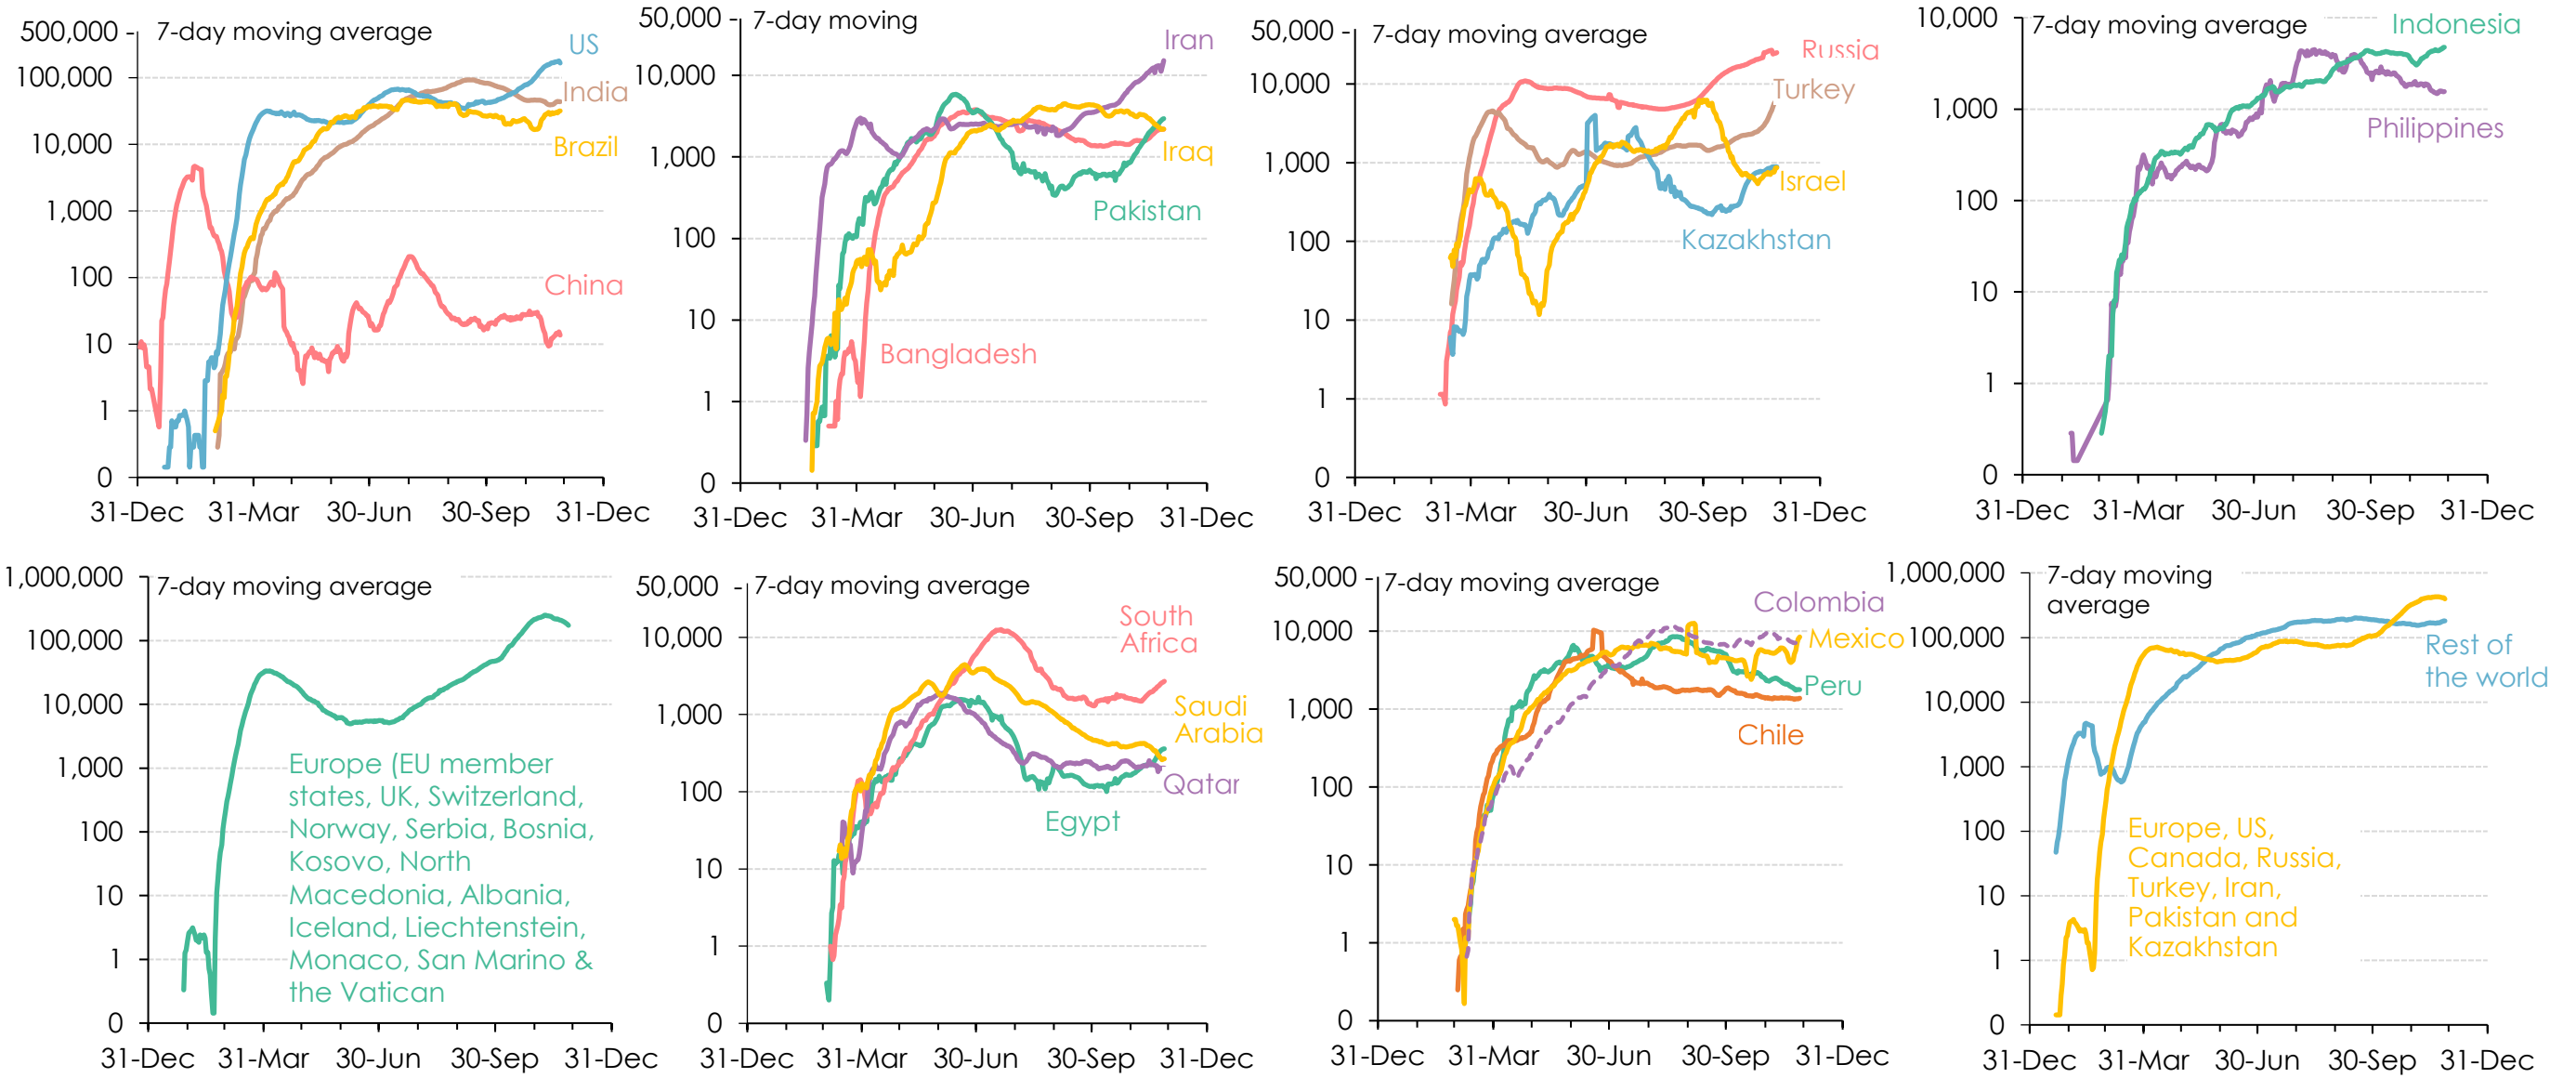 500,000
7-day moving average
US
100,000
India
10,000
Brazil
1,000
100
China
10
1
0
31-Dec 31-Mar 30-Jun 30-Sep 31-Dec
50,000
7-day moving
Iran
10,000
1,000
Iraq
Pakistan
100
10
Bangladesh
1
0
31-Dec 31-Mar 30-Jun 30-Sep 31-Dec
50,000
7-day moving average
Russia
10,000
Turkey
1,000
Israel
100
Kazakhstan
10
1
0
31-Dec 31-Mar 30-Jun 30-Sep 31-Dec
10,000
7-day moving average
Indonesia
1,000
Philippines
100
10
1
0
31-Dec 31-Mar 30-Jun 30-Sep 31-Dec
1,000,000
7-day moving average
100,000
10,000
1,000
100
10
1
0
Europe (EU member
states, UK, Switzerland,
Norway, Serbia, Bosnia,
Kosovo, North
Macedonia, Albania,
Iceland, Liechtenstein,
Monaco, San Marino &
the Vatican
31-Dec 31-Mar 30-Jun 30-Sep 31-Dec
50,000
7-day moving average
South
Africa
10,000
Saudi
Arabia
1,000
Qatar
100
Egypt
10
1
0
31-Dec 31-Mar 30-Jun 30-Sep 31-Dec
50,000
7-day moving average
Colombia
10,000
Mexico
Peru
1,000
Chile
100
10
1
0
31-Dec 31-Mar 30-Jun 30-Sep 31-Dec
1,000,000
7-day moving
average
100,000
Rest of
the world
10,000
1,000
100
10
1
0
Europe, US,
Canada, Russia,
Turkey, Iran,
Pakistan and
Kazakhstan
31-Dec 31-Mar 30-Jun 30-Sep 31-Dec